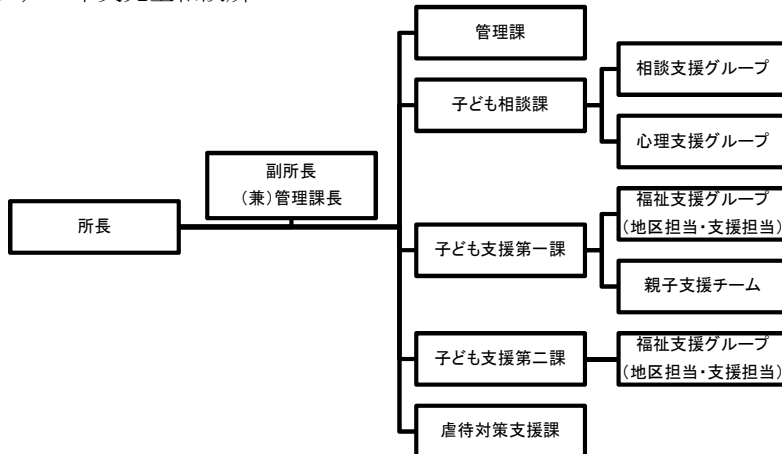 管理課
相談支援グループ
子ども相談課
心理支援グループ
副所長
(兼)管理課長
所長
福祉支援グループ
(地区担当・支援担当)
子ども支援第一課
親子支援チーム
子ども支援第二課
福祉支援グループ
(地区担当・支援担当)
虐待対策支援課